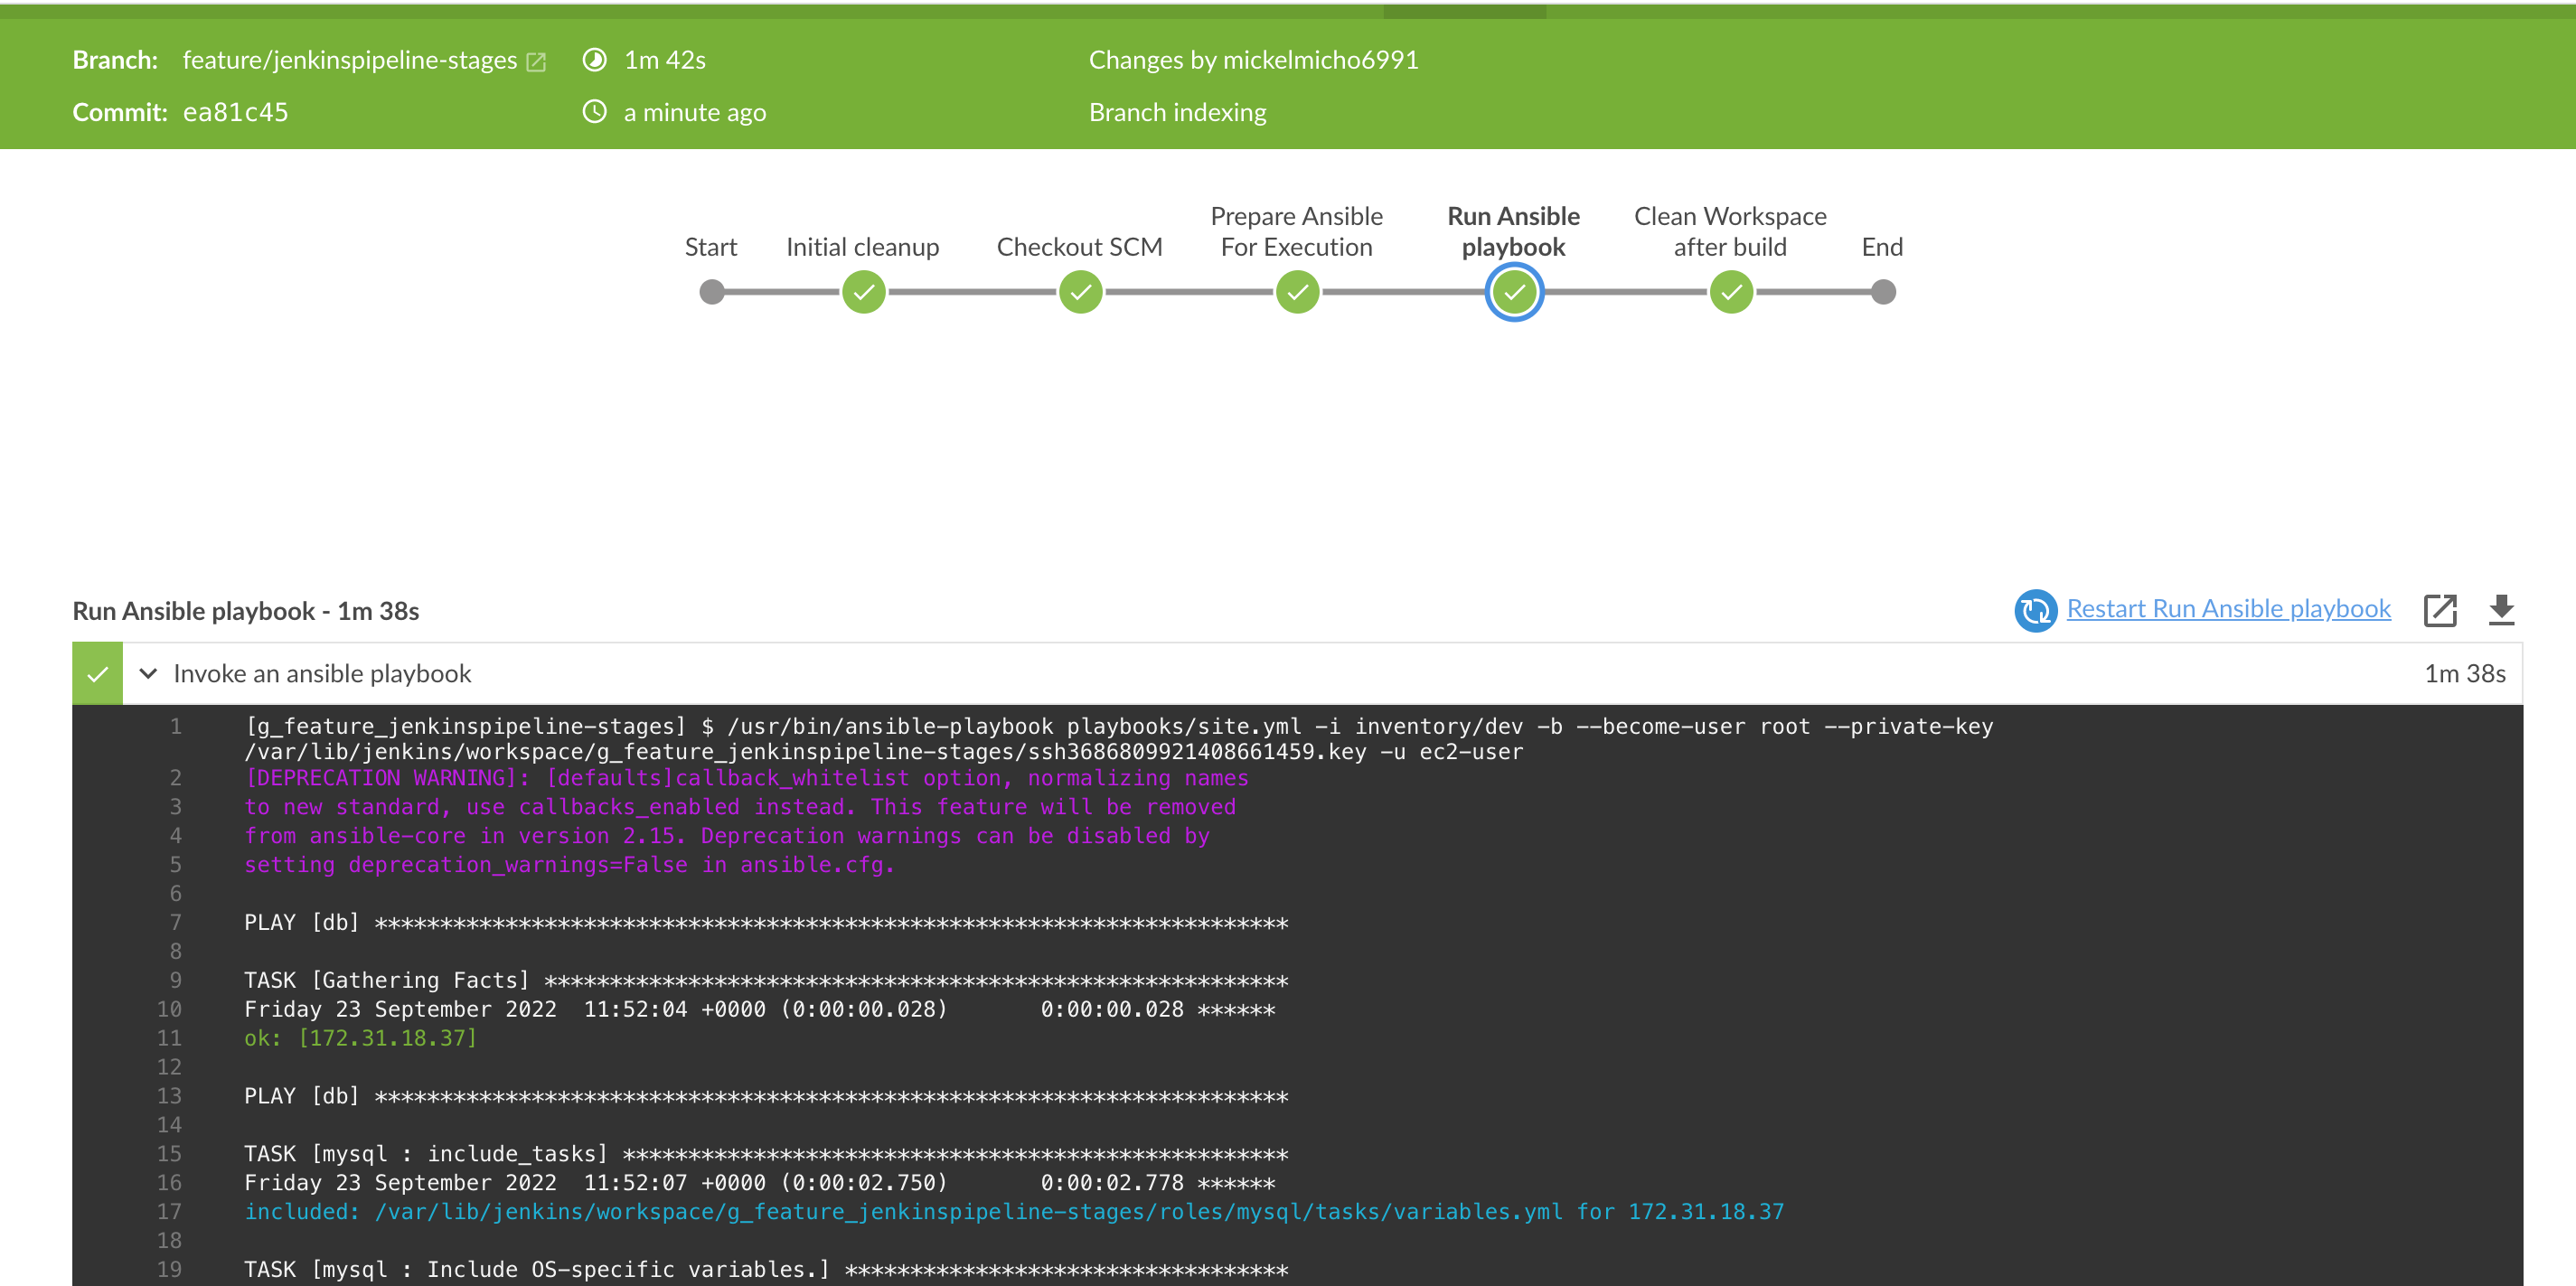 Branch: feature/jenkinspipeline-stages 1m 42s Changes by mickelmicho6991
Commit: ea81c45 a minute ago Branch indexing
Start Initial cleanup Checkout SCM Prepare Ansible For Execution Run Ansible playbook Clean Workspace after build End
Run Ansible playbook - 1m 38s Restart Run Ansible playbook
Invoke an ansible playbook 1m 38s
1 [g_feature_jenkinspipeline-stages] $ /usr/bin/ansible-playbook playbooks/site.yml -i inventory/dev -b --become-user root --private-key
/var/lib/jenkins/workspace/g_feature_jenkinspipeline-stages/ssh3686809921408661459.key -u ec2-user
2 [DEPRECATION WARNING]: [defaults]callback_whitelist option, normalizing names
3 to new standard, use callbacks_enabled instead. This feature will be removed
4 from ansible-core in version 2.15. Deprecation warnings can be disabled by
5 setting deprecation_warnings=False in ansible.cfg.
6
7 PLAY [db] **********************************************************************
8
9 TASK [Gathering Facts] *********************************************************
10 Friday 23 September 2022  11:52:04 +0000 (0:00:00.028)       0:00:00.028 ******
11 ok: [172.31.18.37]
12
13 PLAY [db] **********************************************************************
14
15 TASK [mysql : include_tasks] ***************************************************
16 Friday 23 September 2022  11:52:07 +0000 (0:00:02.750)       0:00:02.778 ******
17 included: /var/lib/jenkins/workspace/g_feature_jenkinspipeline-stages/roles/mysql/tasks/variables.yml for 172.31.18.37
18
19 TASK [mysql : Include OS-specific variables.] **********************************